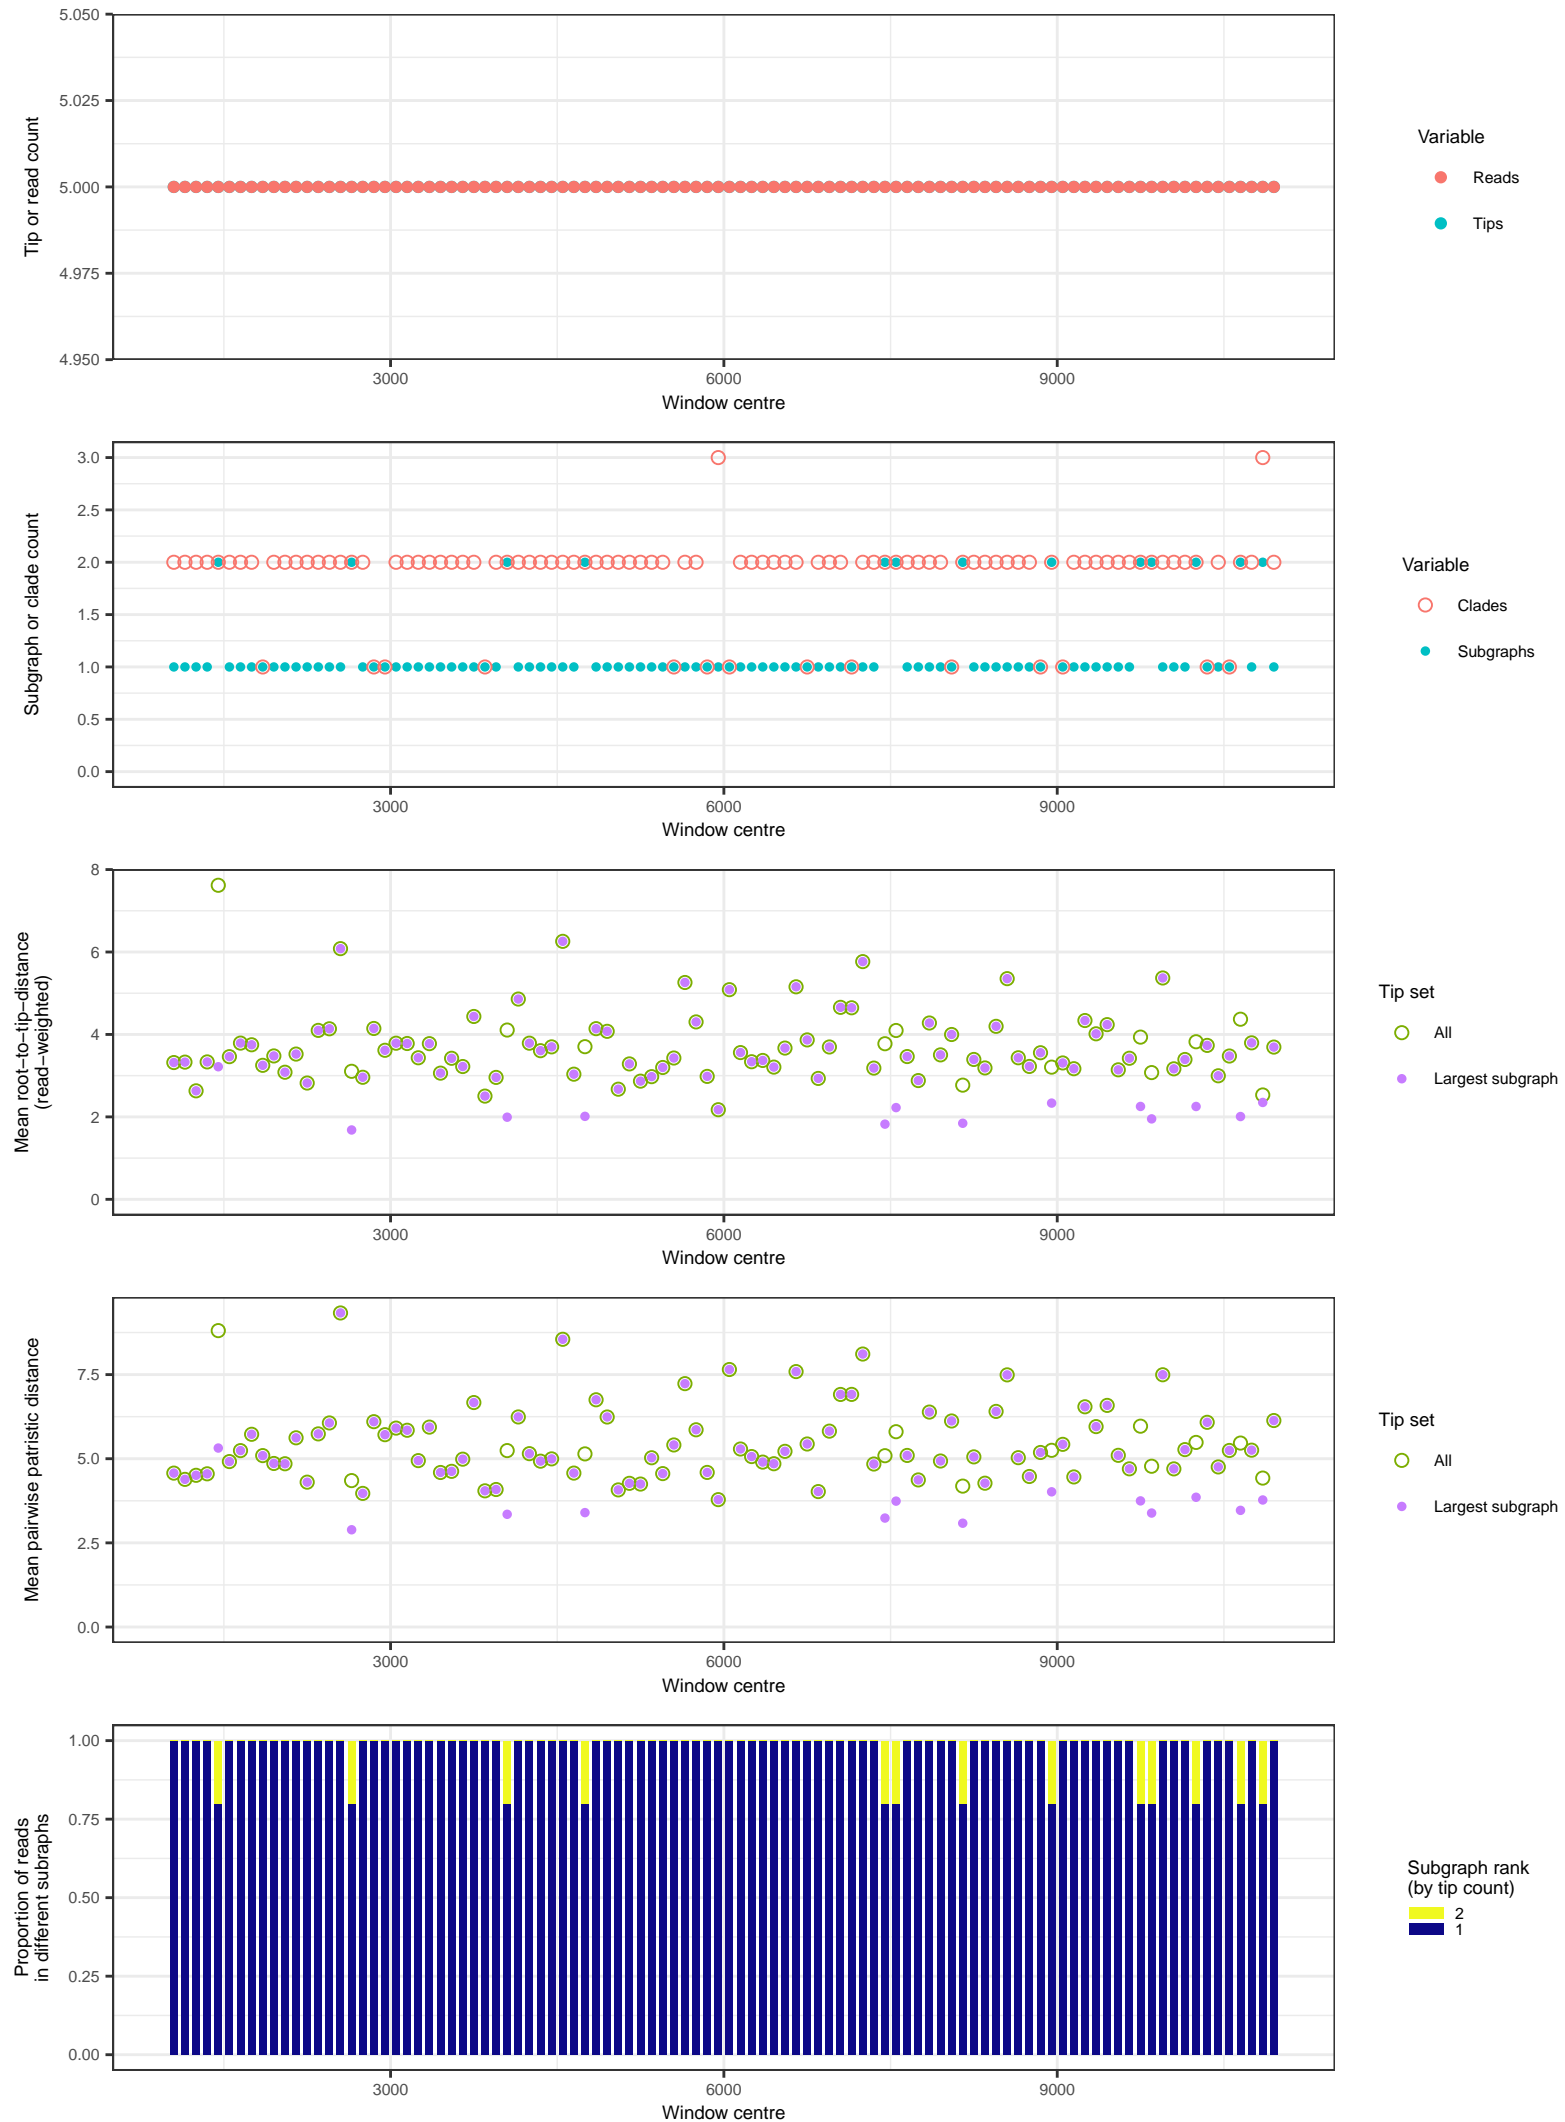 5.050
5.025
5.000
4.975
4.950
Tip or read count
3000 6000 9000
Window centre
Variable
Reads
Tips
3.0
2.5
2.0
1.5
1.0
0.5
0.0
Subgraph or clade count
3000 6000 9000
Window centre
Variable
Clades
Subgraphs
8
6
4
2
0
Mean root−to−tip−distance
(read−weighted)
3000 6000 9000
Window centre
Tip set
All
Largest subgraph
7.5
5.0
2.5
0.0
Mean pairwise patristic distance
3000 6000 9000
Window centre
Tip set
All
Largest subgraph
1.00
0.75
0.50
0.25
0.00
Proportion of reads
in different subraphs
3000 6000 9000
Window centre
Subgraph rank
(by tip count)
2
1